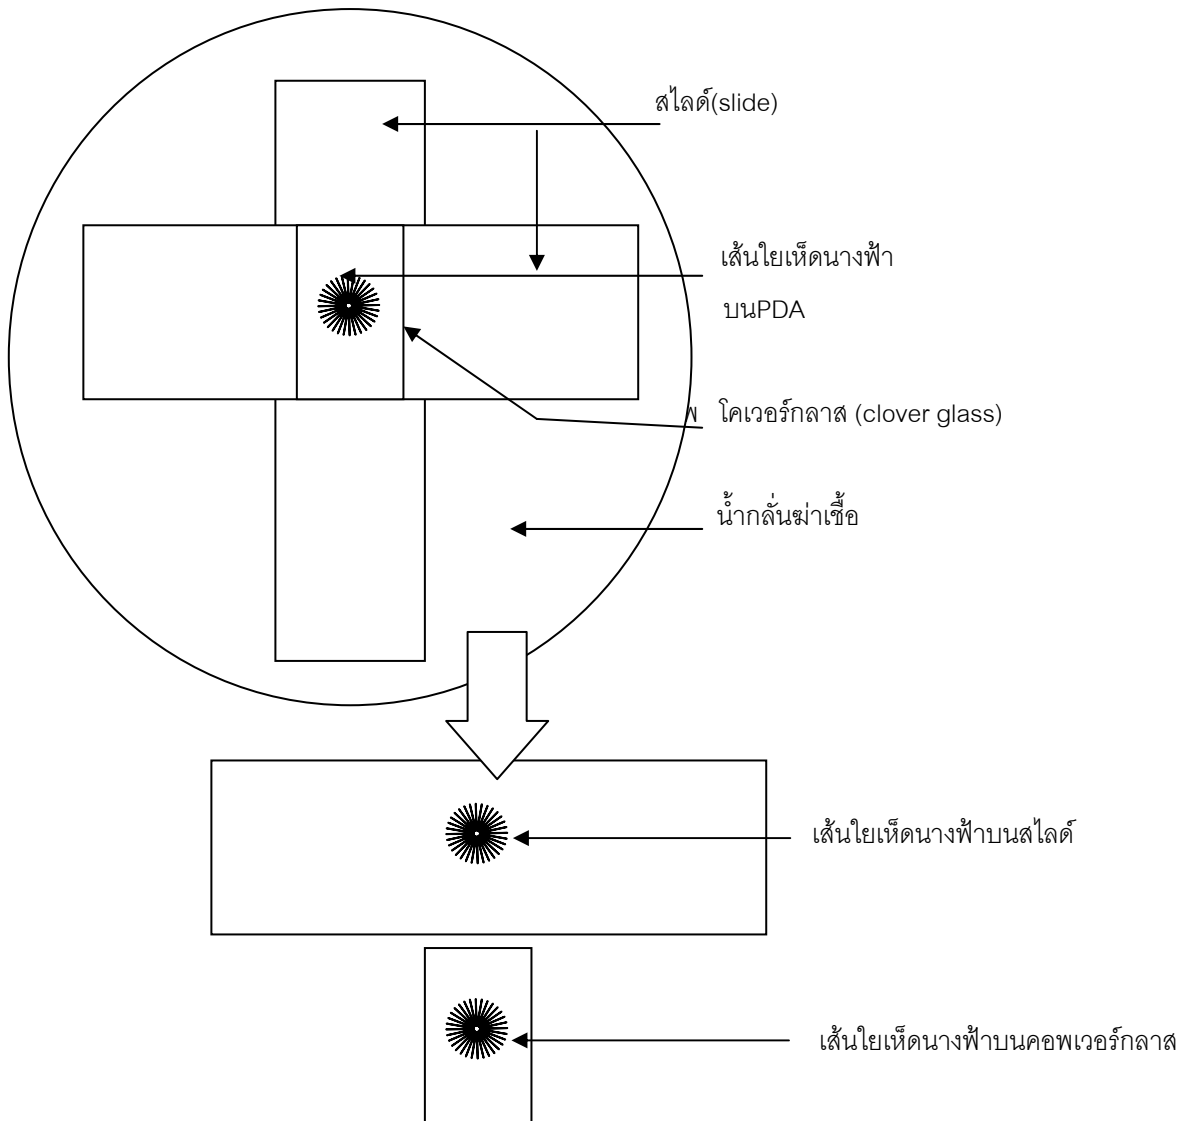 สไลด์(slide)
เส้นใยเห็ดนางฟ้า
บนPDA
โคเวอร์กลาส (clover glass)
น้ำกลั่นฆ่าเชื้อ
เส้นใยเห็ดนางฟ้าบนสไลด์
เส้นใยเห็ดนางฟ้าบนคอพเวอร์กลาส